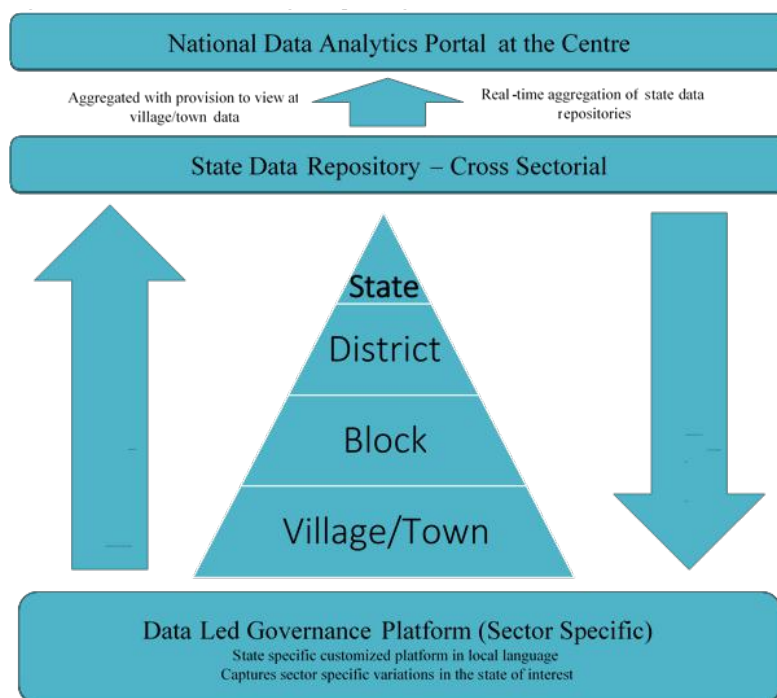 National Data Analytics Portal at the Centre
Aggregated with provision to view at
village/town data
Real-time aggregation of state data
repositories
State Data Repository – Cross Sectorial
State
District
Block
Village/Town
Data Led Governance Platform (Sector Specific)
State specific customized platform in local language
Captures sector specific variations in the state of interest